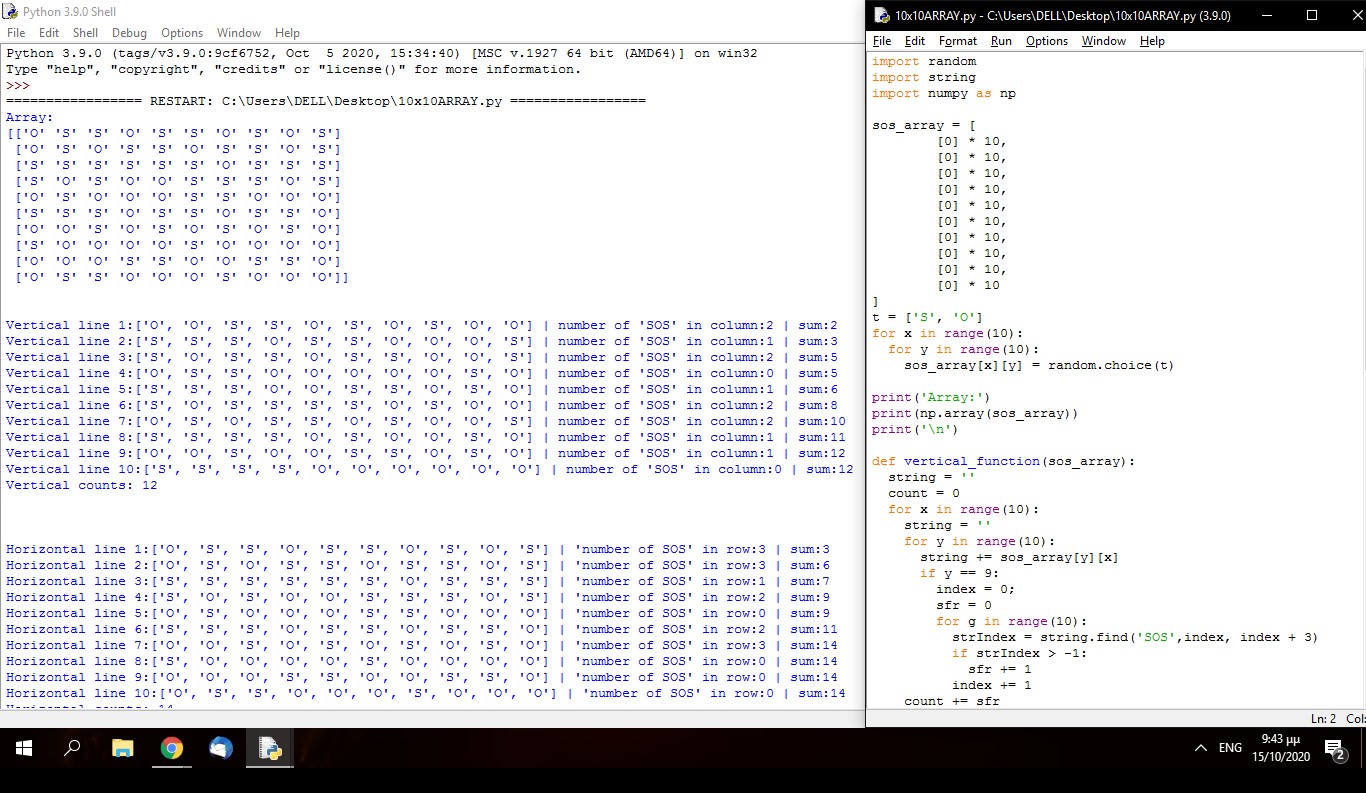 Python 3.9.0 Shell
File Edit Shell Debug Options Window Help
Python 3.9.0 (tags/v3.9.0:9cf6752, Oct  5 2020, 15:34:40) [MSC v.1927 64 bit (AMD64)] on win32
Type "help", "copyright", "credits" or "license()" for more information.
>>>
================= RESTART: C:\Users\DELL\Desktop\10x10ARRAY.py =================
Array:
[['O' 'S' 'S' 'O' 'S' 'S' 'O' 'S' 'O' 'S']
 ['O' 'S' 'O' 'S' 'S' 'O' 'S' 'S' 'O' 'S']
 ['S' 'S' 'S' 'S' 'S' 'S' 'O' 'S' 'S' 'S']
 ['S' 'O' 'O' 'S' 'O' 'S' 'S' 'S' 'O' 'S']
 ['O' 'S' 'O' 'O' 'O' 'S' 'S' 'O' 'O' 'O']
 ['S' 'S' 'S' 'O' 'S' 'S' 'O' 'S' 'S' 'O']
 ['O' 'O' 'S' 'O' 'S' 'O' 'S' 'O' 'S' 'O']
 ['S' 'O' 'O' 'O' 'O' 'S' 'O' 'O' 'O' 'O']
 ['O' 'O' 'O' 'S' 'S' 'O' 'O' 'S' 'S' 'O']
 ['O' 'S' 'S' 'O' 'O' 'O' 'S' 'O' 'O' 'O']]
Vertical line 1:['O', 'O', 'S', 'S', 'O', 'S', 'O', 'S', 'O', 'O'] | number of 'SOS' in column:2 | sum:2
Vertical line 2:['S', 'S', 'S', 'O', 'S', 'S', 'O', 'O', 'O', 'S'] | number of 'SOS' in column:1 | sum:3
Vertical line 3:['S', 'O', 'S', 'O', 'O', 'S', 'S', 'O', 'O', 'S'] | number of 'SOS' in column:2 | sum:5
Vertical line 4:['O', 'S', 'S', 'S', 'O', 'O', 'O', 'O', 'S', 'O'] | number of 'SOS' in column:0 | sum:5
Vertical line 5:['S', 'S', 'S', 'O', 'O', 'S', 'S', 'O', 'S', 'O'] | number of 'SOS' in column:1 | sum:6
Vertical line 6:['S', 'O', 'S', 'S', 'S', 'S', 'O', 'S', 'O', 'O'] | number of 'SOS' in column:2 | sum:8
Vertical line 7:['O', 'S', 'O', 'S', 'S', 'O', 'S', 'O', 'O', 'S'] | number of 'SOS' in column:2 | sum:10
Vertical line 8:['S', 'S', 'S', 'S', 'O', 'S', 'O', 'O', 'S', 'O'] | number of 'SOS' in column:1 | sum:11
Vertical line 9:['O', 'O', 'S', 'O', 'O', 'S', 'S', 'O', 'S', 'O'] | number of 'SOS' in column:1 | sum:12
Vertical line 10:['S', 'S', 'S', 'S', 'O', 'O', 'O', 'O', 'O', 'O'] | number of 'SOS' in column:0 | sum:12
Vertical counts: 12
Horizontal line 1:['O', 'S', 'S', 'O', 'S', 'S', 'O', 'S', 'O', 'S'] | 'number of SOS' in row:3 | sum:3
Horizontal line 2:['O', 'S', 'O', 'S', 'S', 'O', 'S', 'S', 'O', 'S'] | 'number of SOS' in row:3 | sum:6
Horizontal line 3:['S', 'S', 'S', 'S', 'S', 'S', 'O', 'S', 'S', 'S'] | 'number of SOS' in row:1 | sum:7
Horizontal line 4:['S', 'O', 'O', 'S', 'O', 'S', 'S', 'S', 'O', 'S'] | 'number of SOS' in row:2 | sum:9
Horizontal line 5:['O', 'S', 'O', 'O', 'O', 'S', 'S', 'O', 'O', 'O'] | 'number of SOS' in row:0 | sum:9
Horizontal line 6:['S', 'S', 'S', 'O', 'S', 'S', 'O', 'S', 'S', 'O'] | 'number of SOS' in row:2 | sum:11
Horizontal line 7:['O', 'O', 'S', 'O', 'S', 'O', 'S', 'O', 'S', 'O'] | 'number of SOS' in row:3 | sum:14
Horizontal line 8:['S', 'O', 'O', 'O', 'O', 'S', 'O', 'O', 'O', 'O'] | 'number of SOS' in row:0 | sum:14
Horizontal line 9:['O', 'O', 'O', 'S', 'S', 'O', 'O', 'S', 'S', 'O'] | 'number of SOS' in row:0 | sum:14
Horizontal line 10:['O', 'S', 'S', 'O', 'O', 'O', 'S', 'O', 'O', 'O'] | 'number of SOS' in row:0 | sum:14
Horizontal counts: 14
10x10ARRAY.py - C:\Users\DELL\Desktop\10x10ARRAY.py (3.9.0)
File Edit Format Run Options Window Help
import random
import string
import numpy as np
sos_array = [
        [0] * 10,
        [0] * 10,
        [0] * 10,
        [0] * 10,
        [0] * 10,
        [0] * 10,
        [0] * 10,
        [0] * 10,
        [0] * 10,
        [0] * 10
]
t = ['S', 'O']
for x in range(10):
  for y in range(10):
    sos_array[x][y] = random.choice(t)
print('Array:')
print(np.array(sos_array))
print('\n')
def vertical_function(sos_array):
  string = ''
  count = 0
  for x in range(10):
    string = ''
    for y in range(10):
      string += sos_array[y][x]
      if y == 9:
        index = 0;
        sfr = 0
        for g in range(10):
          strIndex = string.find('SOS',index, index + 3)
          if strIndex > -1:
            sfr += 1
          index += 1
    count += sfr
Ln: 2 Col:
ENG
9:43 μμ
15/10/2020
2